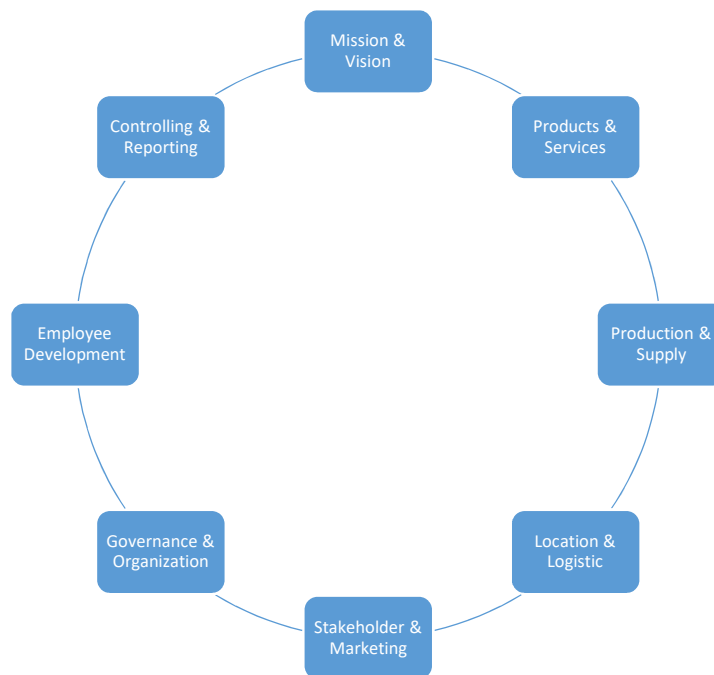 Mission &
Vision
Products &
Services
Production &
Supply
Location &
Logistic
Stakeholder &
Marketing
Governance &
Organization
Employee
Development
Controlling &
Reporting